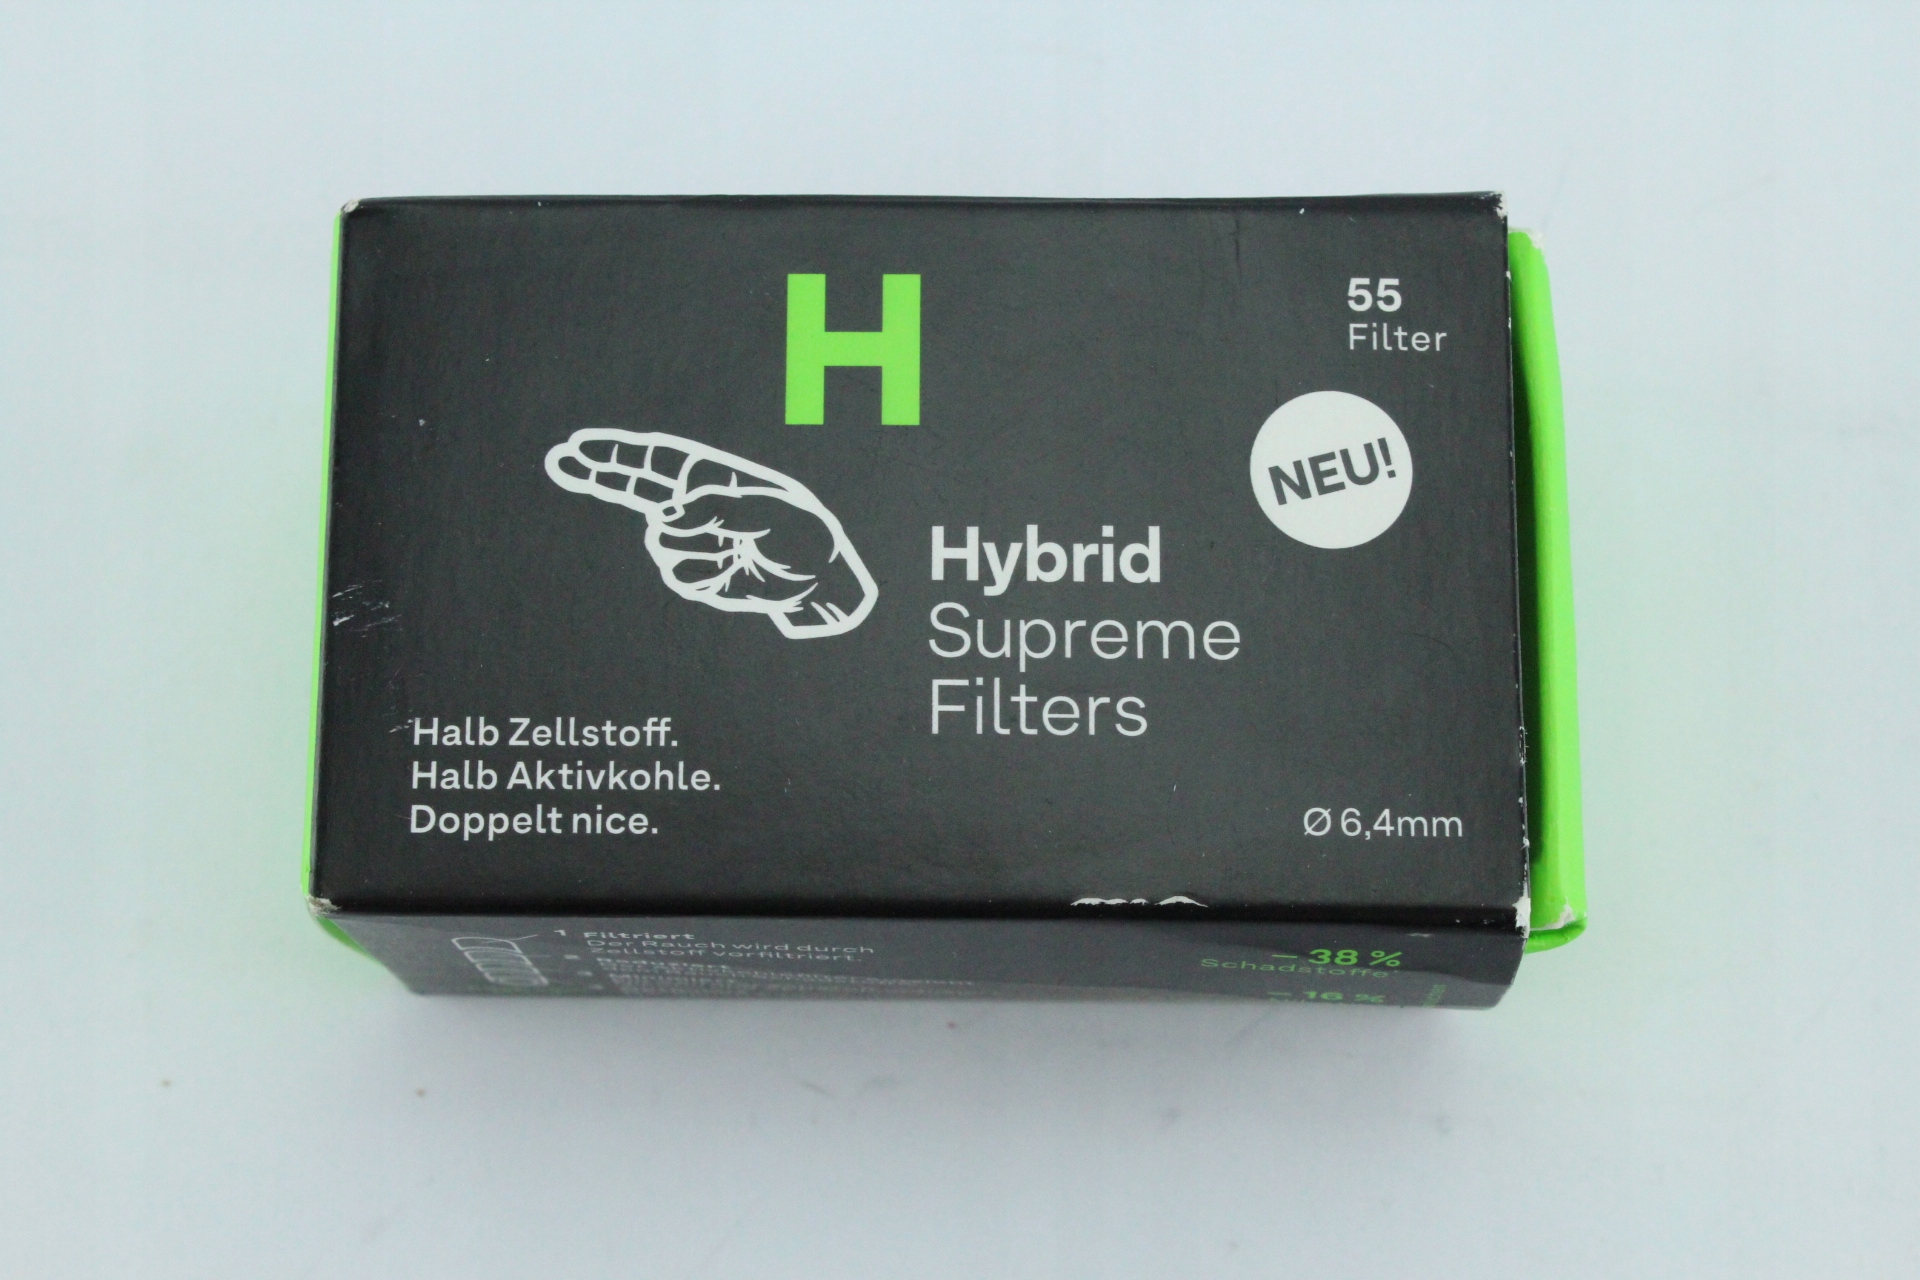 H
55
Filter
NEU!
Hybrid
Supreme
Filters
Halb Zellstoff.
Halb Aktivkohle.
Doppelt nice.
Ø 6,4mm
1 Filtriert
Der Rauch wird durch
Zellstoff vorfiltriert.
– 38 %
Schadstoffe
– 16 %